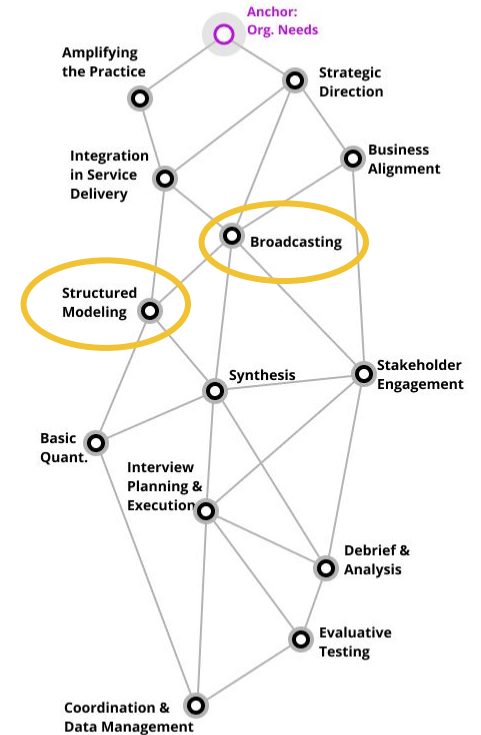 Anchor:
Org. Needs
Amplifying
the Practice
Strategic
Direction
Business
Alignment
Integration
in Service
Delivery
Broadcasting
Structured
Modeling
Synthesis
Stakeholder
Engagement
Basic
Quant.
Interview
Planning &
Execution
Debrief &
Analysis
Evaluative
Testing
Coordination &
Data Management